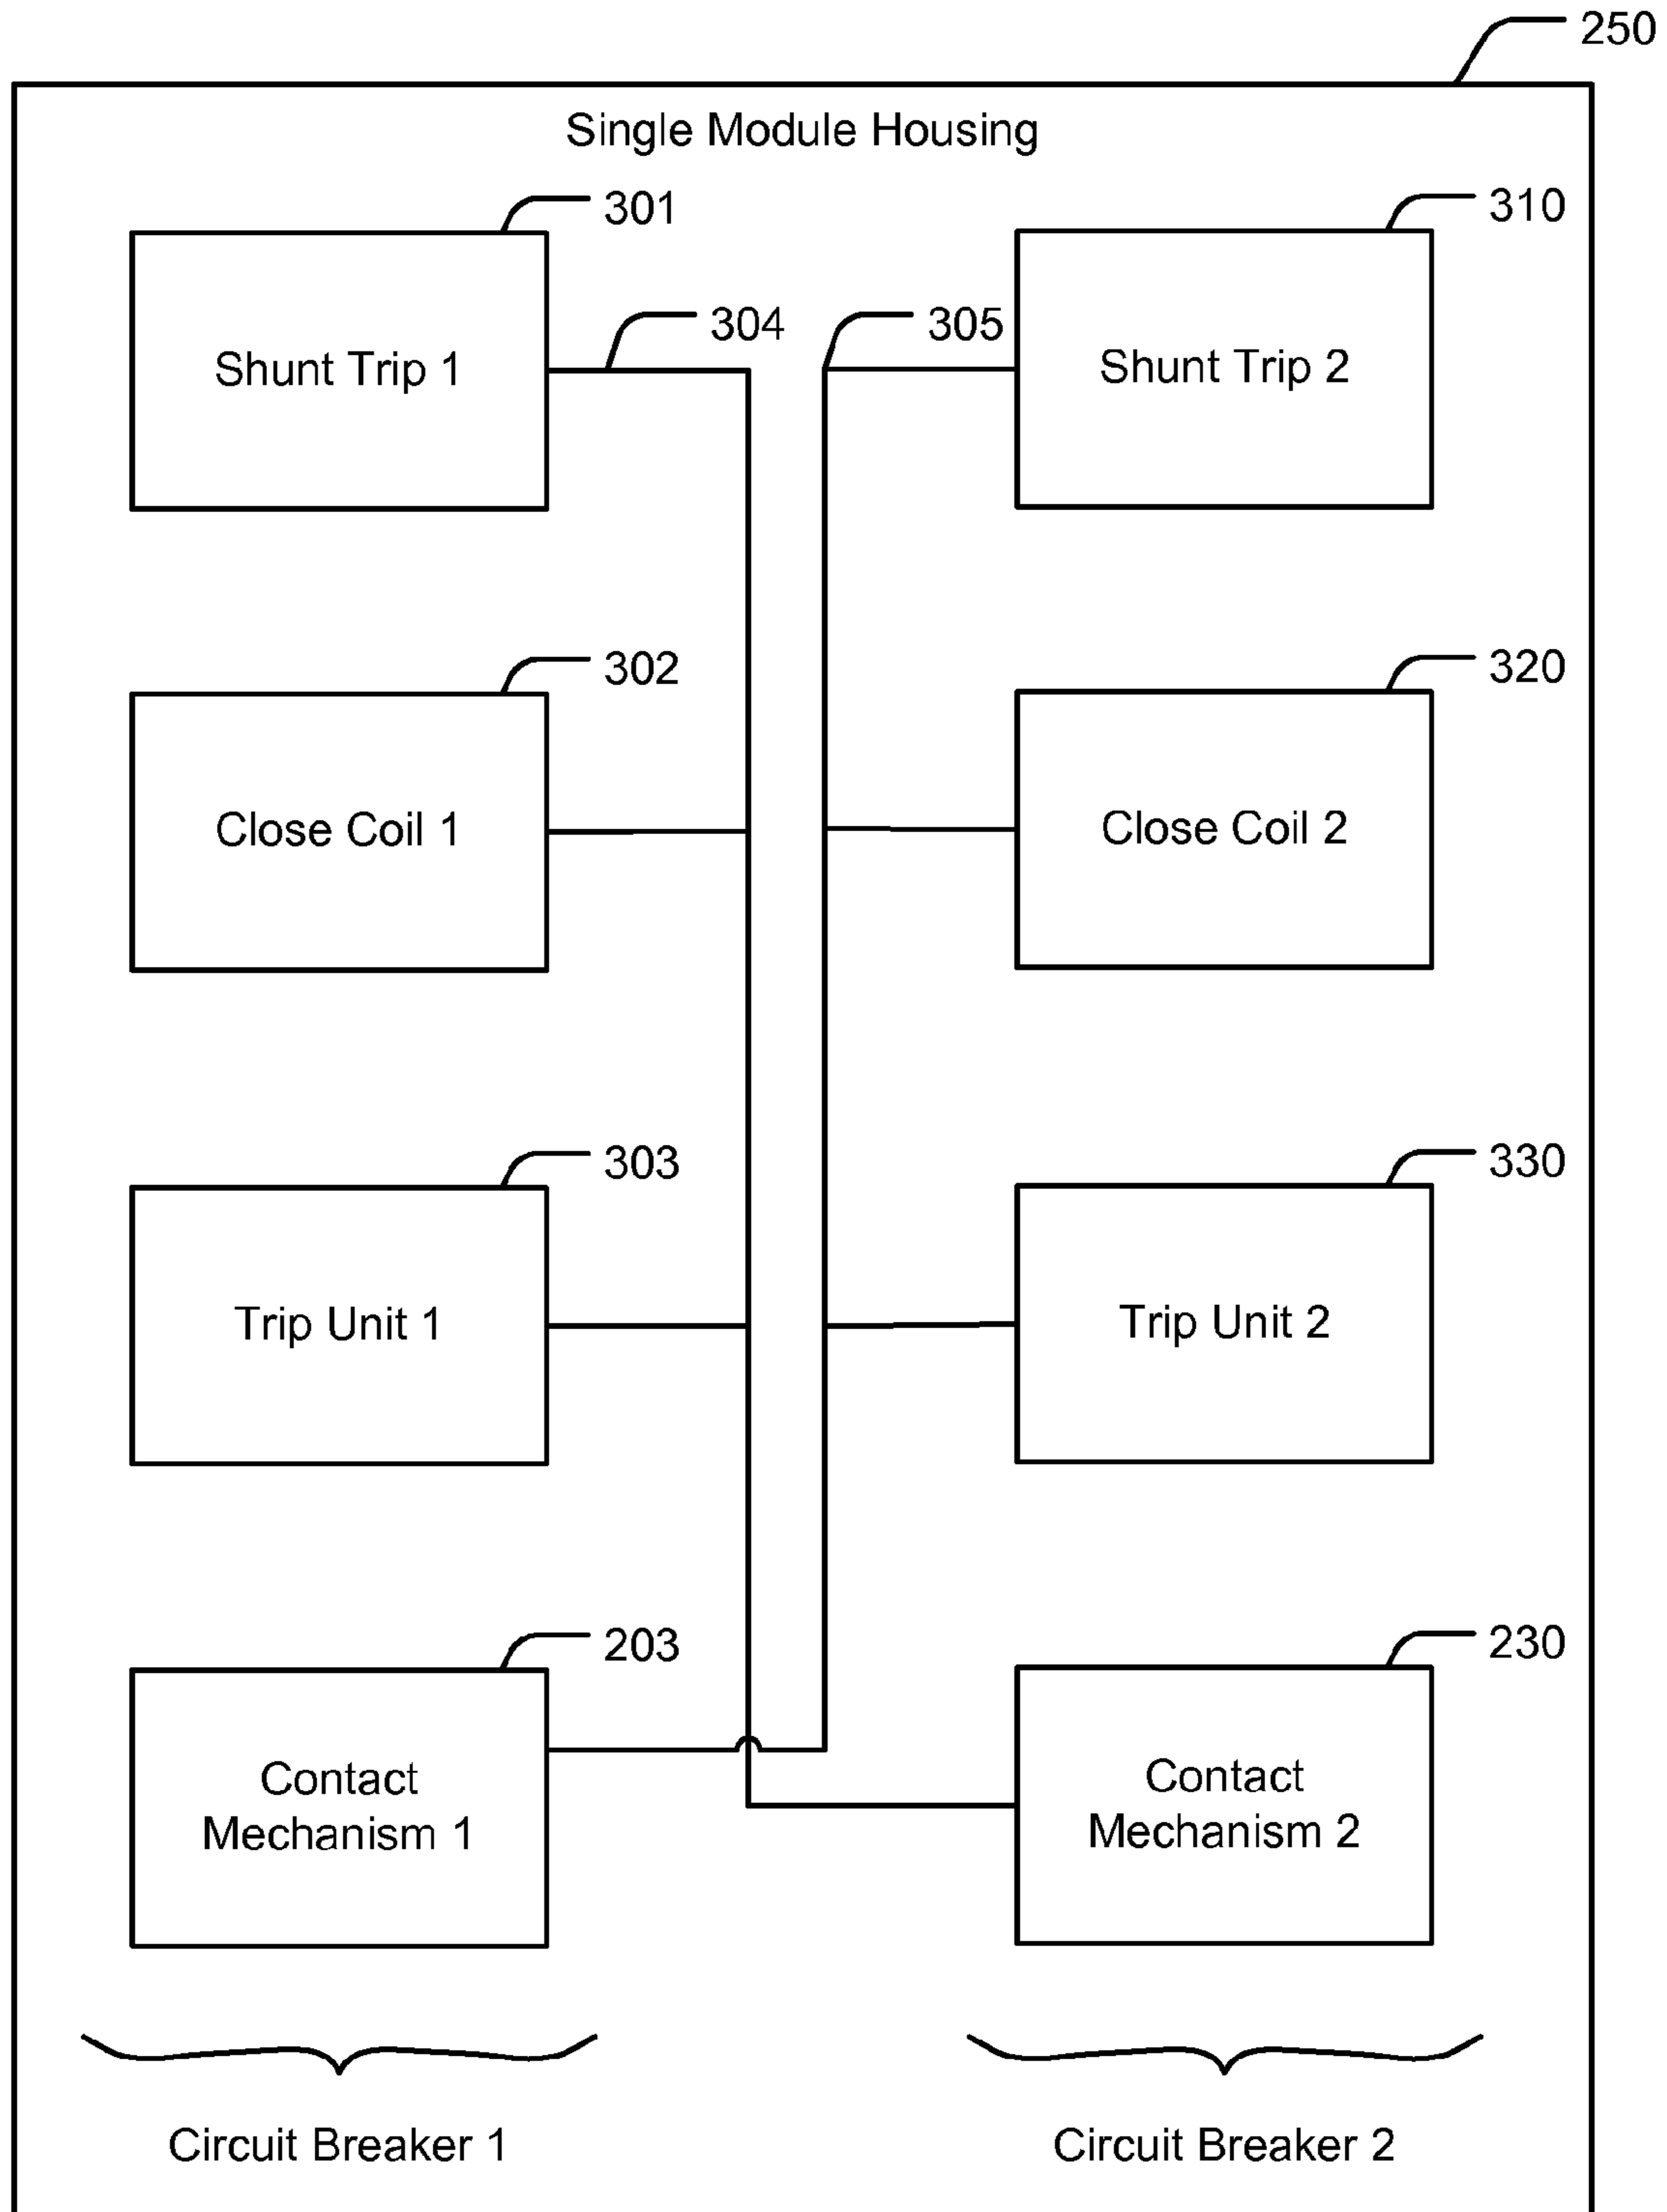 250
Single Module Housing
301
310
304
305
Shunt Trip 1
Shunt Trip 2
302
320
Close Coil 1
Close Coil 2
303
330
Trip Unit 1
Trip Unit 2
203
230
Contact
Mechanism 1
Contact
Mechanism 2
Circuit Breaker 1
Circuit Breaker 2